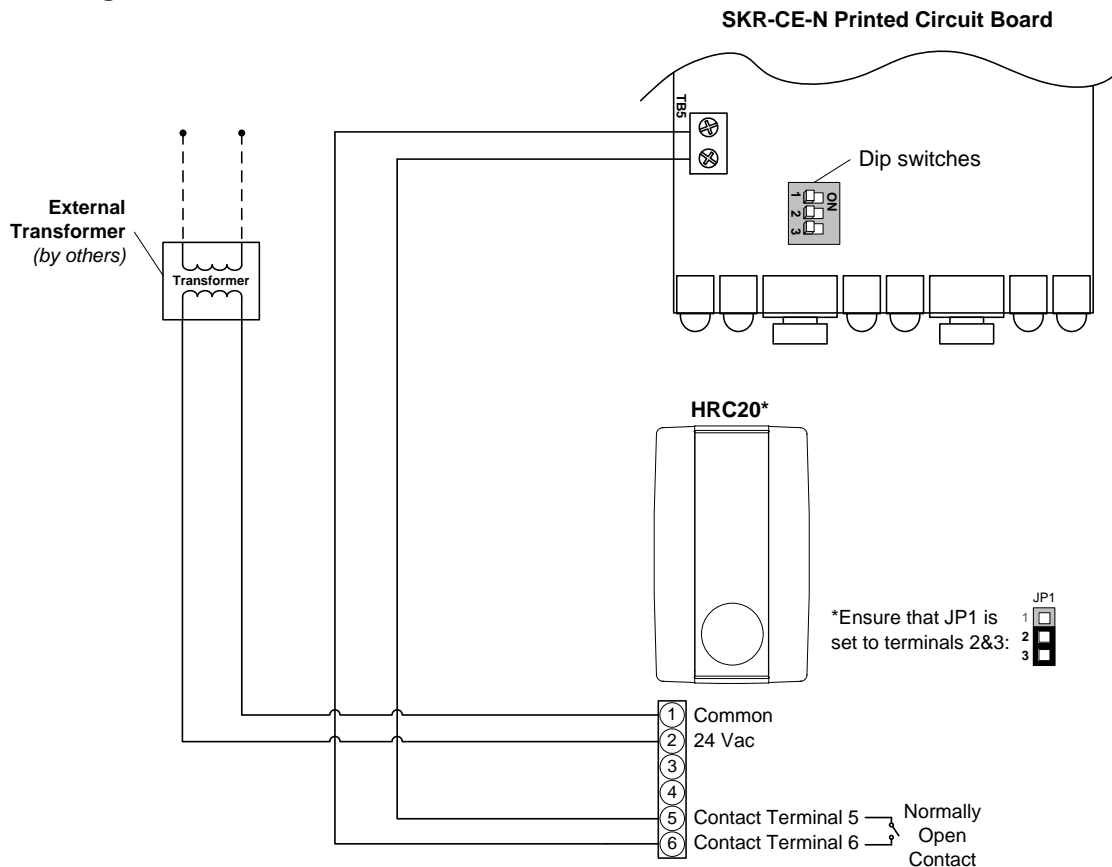 SKR-CE-N Printed Circuit Board
TB5
Dip switches
ON
1
2
3
External
Transformer
(by others)
Transformer
HRC20*
*Ensure that JP1 is
set to terminals 2&3:
JP1
1
2
3
1 Common
2 24 Vac
3
4
5 Contact Terminal 5
6 Contact Terminal 6
Normally
Open
Contact